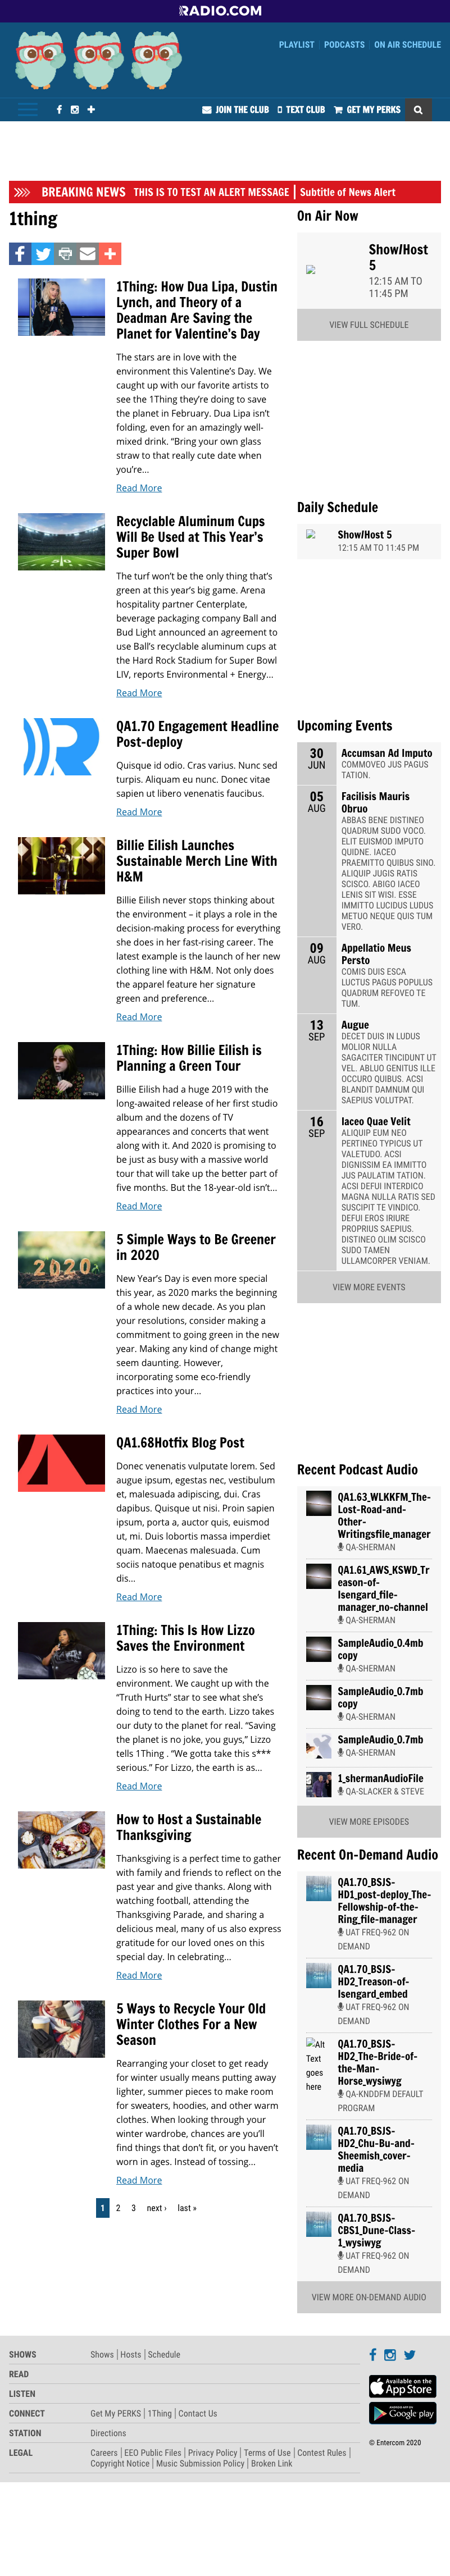 RADIO.COM
PLAYLIST
PODCASTS
ON AIR SCHEDULE
JOIN THE CLUB
TEXT CLUB
GET MY PERKS
BREAKING NEWS THIS IS TO TEST AN ALERT MESSAGE | Subtitle of News Alert
1thing
1Thing: How Dua Lipa, Dustin
Lynch, and Theory of a
Deadman Are Saving the
Planet for Valentine's Day
The stars are in love with the
environment this Valentine's Day. We
caught up with our favorite artists to
see the 1Thing they're doing to save
the planet in February. Dua Lipa isn't
folding, even for an amazingly well-
mixed drink. "Bring your own glass
straw to that really cute date when
you're...
Read More
Recyclable Aluminum Cups
Will Be Used at This Year's
Super Bowl
The turf won't be the only thing that's
green at this year's big game. Arena
hospitality partner Centerplate,
beverage packaging company Ball and
Bud Light announced an agreement to
use Ball's recyclable aluminum cups at
the Hard Rock Stadium for Super Bowl
LIV, reports Environmental + Energy...
Read More
QA1.70 Engagement Headline
Post-deploy
Quisque id odio. Cras varius. Nunc sed
turpis. Aliquam eu nunc. Donec vitae
sapien ut libero venenatis faucibus.
Read More
Billie Eilish Launches
Sustainable Merch Line With
H&M
Billie Eilish never stops thinking about
the environment – it plays a role in the
decision-making process for everything
she does in her fast-rising career. The
latest example is the launch of her new
clothing line with H&M. Not only does
the apparel feature her signature
green and preference...
Read More
1Thing: How Billie Eilish is
Planning a Green Tour
Billie Eilish had a huge 2019 with the
long-awaited release of her first studio
album and the dozens of TV
appearances and concerts that went
along with it. And 2020 is promising to
be just as busy with a massive world
tour that will take up the better part of
five months. But the 18-year-old isn't...
Read More
5 Simple Ways to Be Greener
in 2020
New Year's Day is even more special
this year, as 2020 marks the beginning
of a whole new decade. As you plan
your resolutions, consider making a
commitment to going green in the new
year. Making any kind of change might
seem daunting. However,
incorporating some eco-friendly
practices into your...
Read More
QA1.68Hotfix Blog Post
Donec venenatis vulputate lorem. Sed
augue ipsum, egestas nec, vestibulum
et, malesuada adipiscing, dui. Cras
dapibus. Quisque ut nisi. Proin sapien
ipsum, porta a, auctor quis, euismod
ut, mi. Duis lobortis massa imperdiet
quam. Maecenas malesuada. Cum
sociis natoque penatibus et magnis
dis...
Read More
1Thing: This Is How Lizzo
Saves the Environment
Lizzo is so here to save the
environment. We caught up with the
"Truth Hurts" star to see what she's
doing to tend to the earth. Lizzo takes
our duty to the planet for real. "Saving
the planet is no joke, you guys," Lizzo
tells 1Thing . "We gotta take this s***
serious." For Lizzo, the earth is as...
Read More
How to Host a Sustainable
Thanksgiving
Thanksgiving is a perfect time to gather
with family and friends to reflect on the
past year and give thanks. Along with
watching football, attending the
Thanksgiving Parade, and sharing a
delicious meal, many of us also express
gratitude for our loved ones on this
special day. In celebrating...
Read More
5 Ways to Recycle Your Old
Winter Clothes For a New
Season
Rearranging your closet to get ready
for winter usually means putting away
lighter, summer pieces to make room
for sweaters, hoodies, and other warm
clothes. When looking through your
winter wardrobe, chances are you'll
find things that don't fit, or you haven't
worn in ages. Instead of tossing...
Read More
1 2 3 next › last »
On Air Now
Show/Host
5
12:15 AM TO
11:45 PM
VIEW FULL SCHEDULE
Daily Schedule
Show/Host 5
12:15 AM TO 11:45 PM
Upcoming Events
30
JUN
Accumsan Ad Imputo
COMMOVEO JUS PAGUS
TATION.
05
AUG
Facilisis Mauris
Obruo
ABBAS BENE DISTINEO
QUADRUM SUDO VOCO.
ELIT EUISMOD IMPUTO
QUIDNE. IACEO
PRAEMITTO QUIBUS SINO.
ALIQUIP JUGIS RATIS
SCISCO. ABIGO IACEO
LENIS SIT WISI. ESSE
IMMITTO LUCIDUS LUDUS
METUO NEQUE QUIS TUM
VERO.
09
AUG
Appellatio Meus
Persto
COMIS DUIS ESCA
LUCTUS PAGUS POPULUS
QUADRUM REFOVEO TE
TUM.
13
SEP
Augue
DECET DUIS IN LUDUS
MOLIOR NULLA
SAGACITER TINCIDUNT UT
VEL. ABLUO GENITUS ILLE
OCCURO QUIBUS. ACSI
BLANDIT DAMNUM QUI
SAEPIUS VOLUTPAT.
16
SEP
Iaceo Quae Velit
ALIQUIP EUM NEO
PERTINEO TYPICUS UT
VALETUDO. ACSI
DIGNISSIM EA IMMITTO
JUS PAULATIM TATION.
ACSI DEFUI INTERDICO
MAGNA NULLA RATIS SED
SUSCIPIT TE VINDICO.
DEFUI EROS IRIURE
PROPRIUS SAEPIUS.
DISTINEO OLIM SCISCO
SUDO TAMEN
ULLAMCORPER VENIAM.
VIEW MORE EVENTS
Recent Podcast Audio
QA1.63_WLKKFM_The-
Lost-Road-and-
Other-
Writingsfile_manager
QA-SHERMAN
QA1.61_AWS_KSWD_Tr
eason-of-
Isengard_file-
manager_no-channel
QA-SHERMAN
SampleAudio_0.4mb
copy
QA-SHERMAN
SampleAudio_0.7mb
copy
QA-SHERMAN
SampleAudio_0.7mb
QA-SHERMAN
1_shermanAudioFile
QA-SLACKER & STEVE
VIEW MORE EPISODES
Recent On-Demand Audio
QA1.70_BSJS-
HD1_post-deploy_The-
Fellowship-of-the-
Ring_file-manager
UAT FREQ-962 ON
DEMAND
QA1.70_BSJS-
HD2_Treason-of-
Isengard_embed
UAT FREQ-962 ON
DEMAND
Alt
Text
goes
here
QA1.70_BSJS-
HD2_The-Bride-of-
the-Man-
Horse_wysiwyg
QA-KNDDFM DEFAULT
PROGRAM
QA1.70_BSJS-
HD2_Chu-Bu-and-
Sheemish_cover-
media
UAT FREQ-962 ON
DEMAND
QA1.70_BSJS-
CBS1_Dune-Class-
1_wysiwyg
UAT FREQ-962 ON
DEMAND
VIEW MORE ON-DEMAND AUDIO
SHOWS Shows | Hosts | Schedule
READ
LISTEN
CONNECT Get My PERKS | 1Thing | Contact Us
STATION Directions
LEGAL Careers | EEO Public Files | Privacy Policy | Terms of Use | Contest Rules |
Copyright Notice | Music Submission Policy | Broken Link
Available on the
App Store
Google play
© Entercom 2020